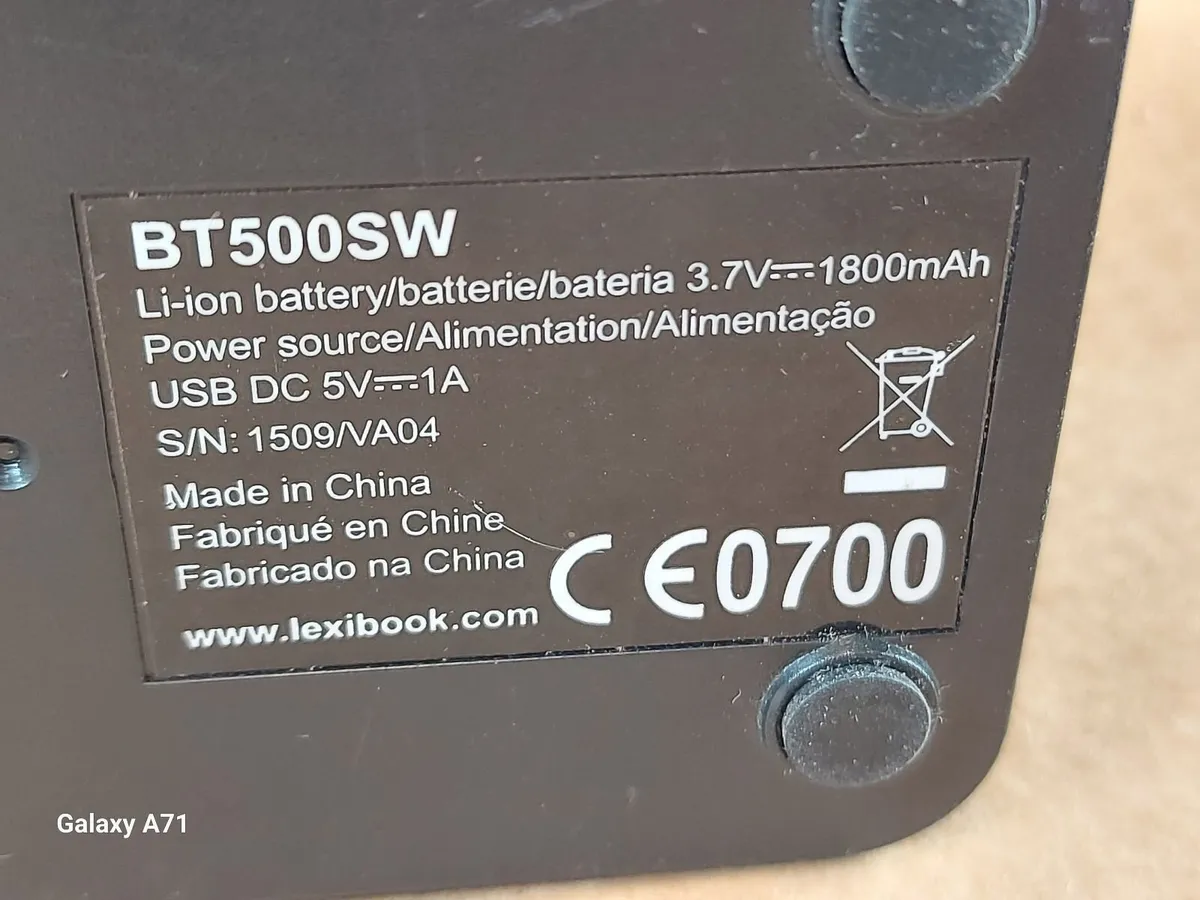 BT500SW
Li-ion battery/batterie/bateria 3.7V⎓1800mAh
Power source/Alimentation/Alimentação
USB DC 5V⎓1A
S/N: 1509/VA04
Made in China
Fabriqué en Chine
Fabricado na China
www.lexibook.com
CE0700
Galaxy A71